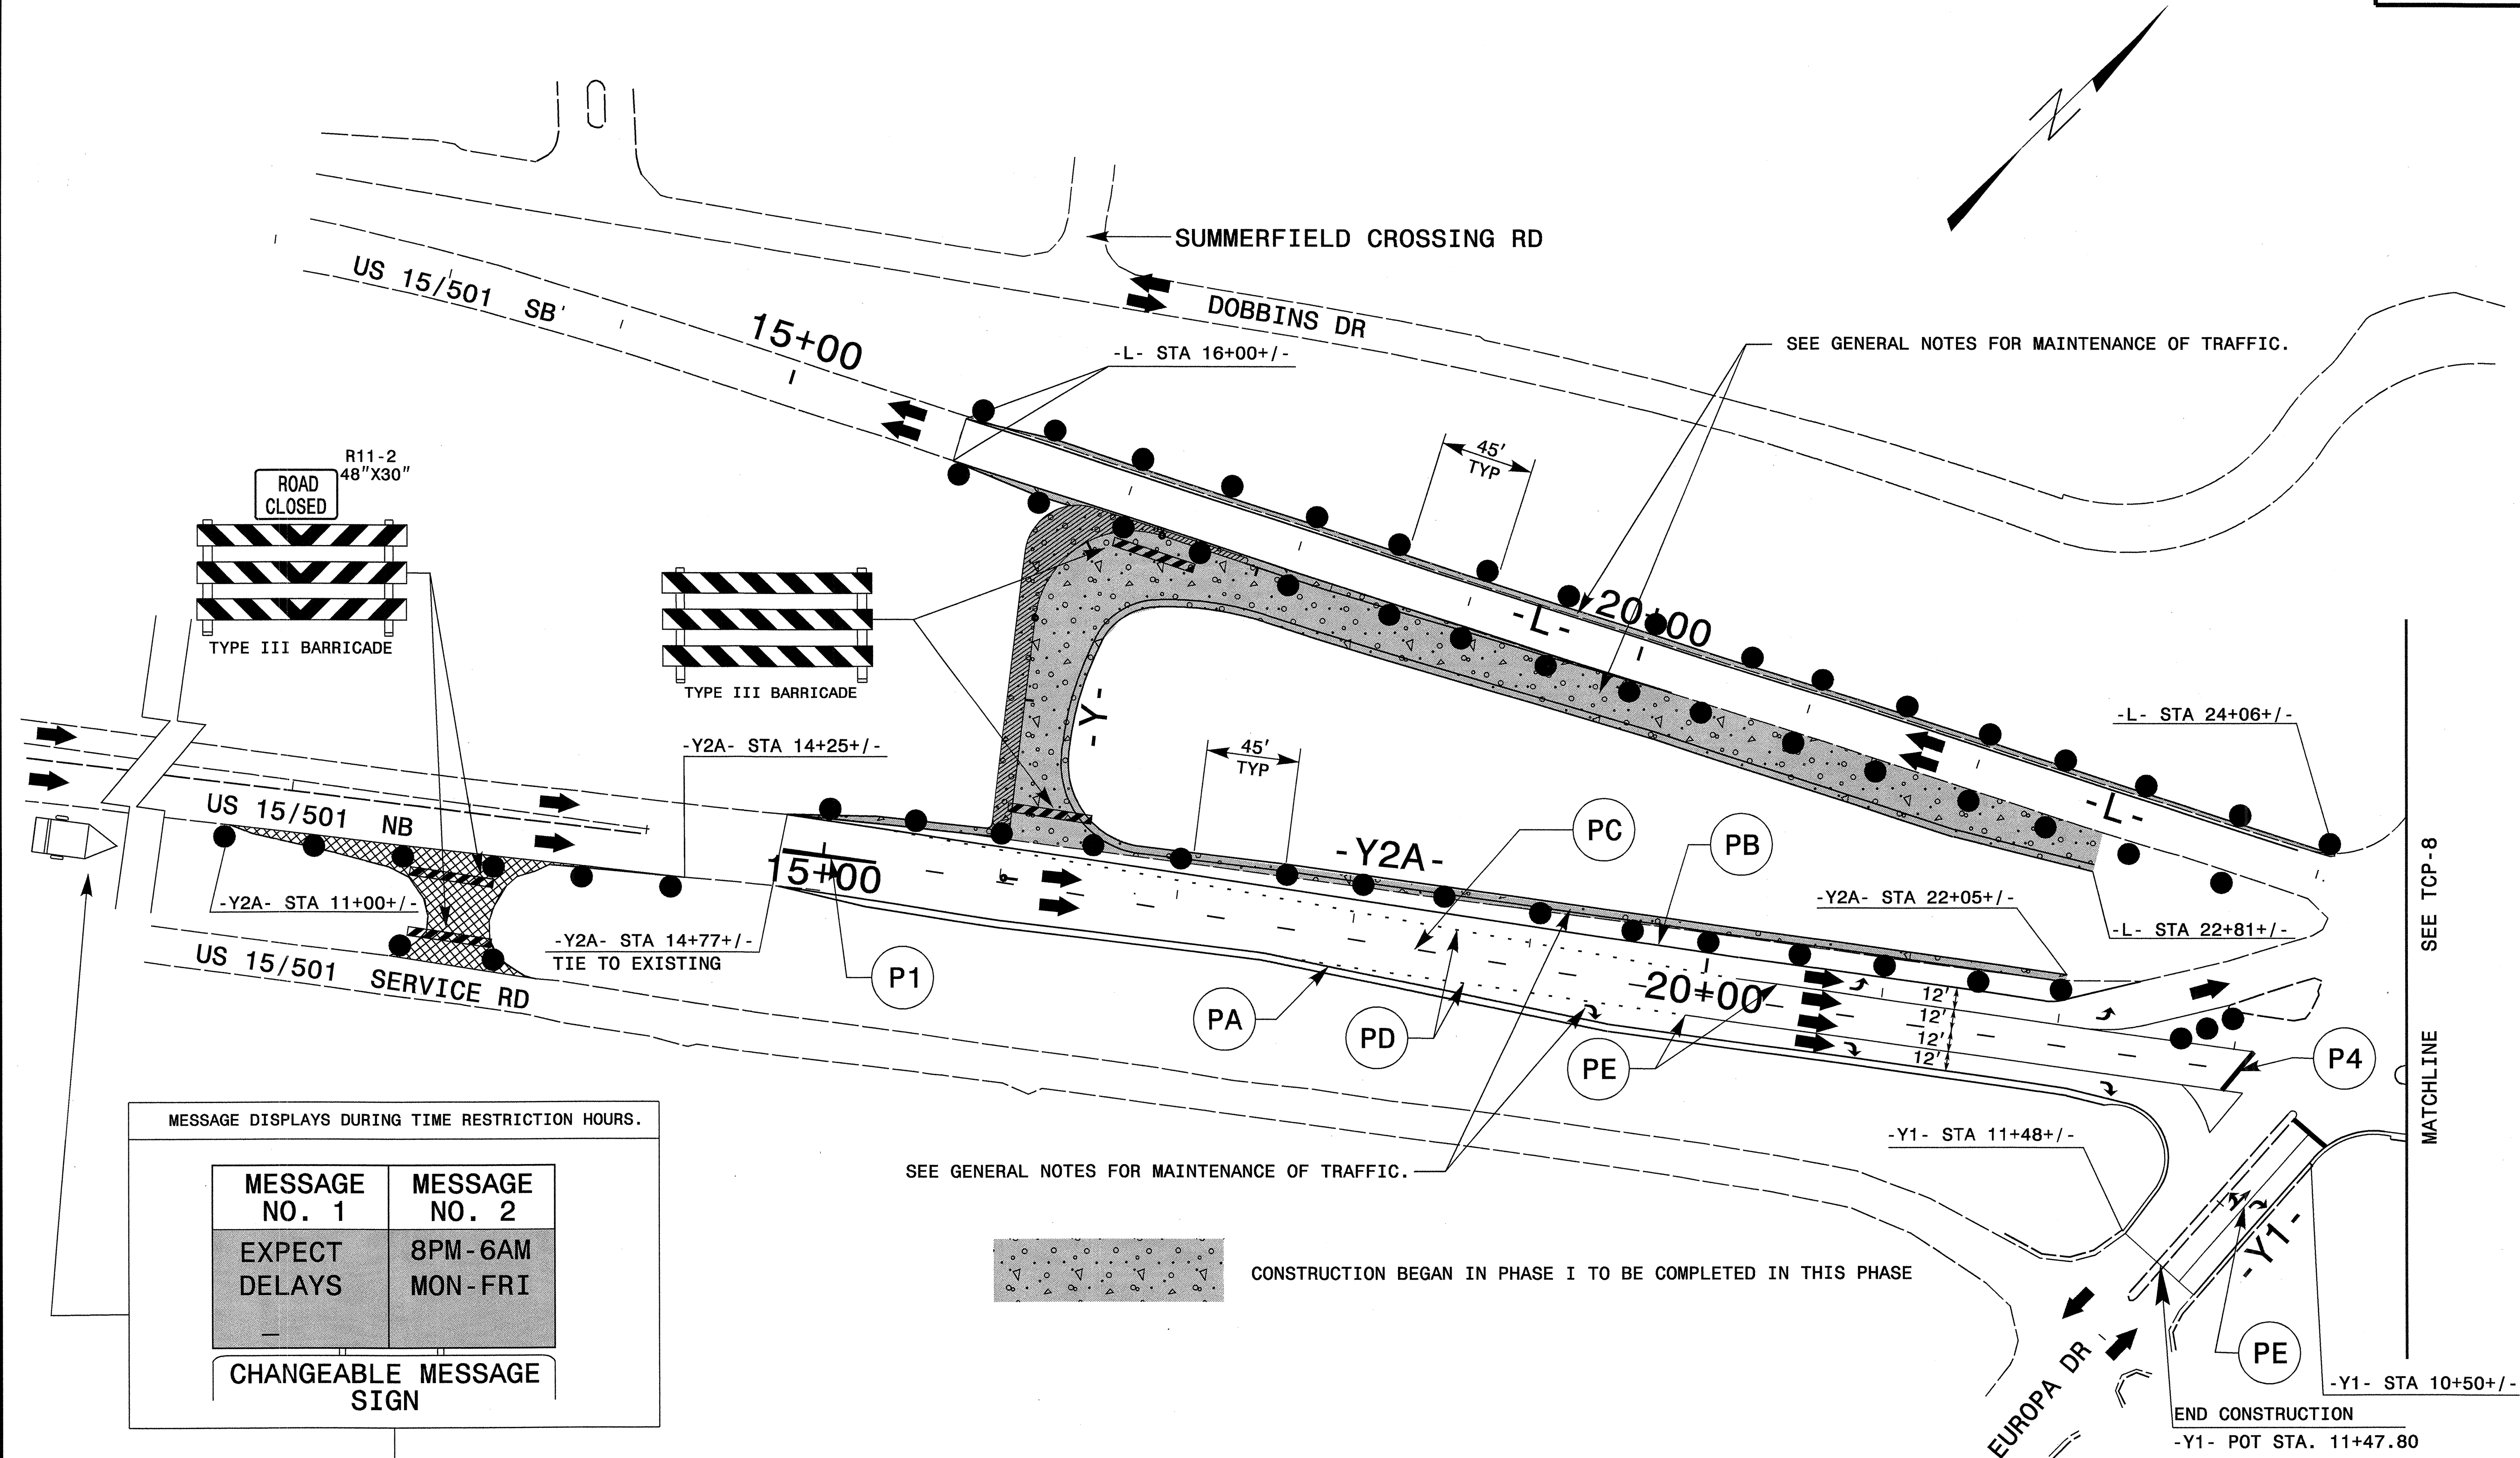 SUMMERFIELD CROSSING RD
US 15/501 SB
15+00
DOBBINS DR
-L- STA 16+00+/-
SEE GENERAL NOTES FOR MAINTENANCE OF TRAFFIC.
R11-2
48"X30"
ROAD
CLOSED
TYPE III BARRICADE
TYPE III BARRICADE
45'
TYP
-L-
20+00
-Y-
-L- STA 24+06+/-
-Y2A- STA 14+25+/-
45'
TYP
US 15/501 NB
15+00
-Y2A-
PC
PB
-L-
-Y2A- STA 11+00+/-
-Y2A- STA 22+05+/-
-L- STA 22+81+/-
-Y2A- STA 14+77+/-
TIE TO EXISTING
US 15/501 SERVICE RD
P1
PA
PD
PE
20+00
12'
12'
12'
12'
P4
MATCHLINE SEE TCP-8
MESSAGE DISPLAYS DURING TIME RESTRICTION HOURS.
MESSAGE
NO. 1
MESSAGE
NO. 2
EXPECT
DELAYS
8PM-6AM
MON-FRI
CHANGEABLE MESSAGE
SIGN
SEE GENERAL NOTES FOR MAINTENANCE OF TRAFFIC.
-Y1- STA 11+48+/-
CONSTRUCTION BEGAN IN PHASE I TO BE COMPLETED IN THIS PHASE
-Y1-
PE
EUROPA DR
-Y1- STA 10+50+/-
END CONSTRUCTION
-Y1- POT STA. 11+47.80
N